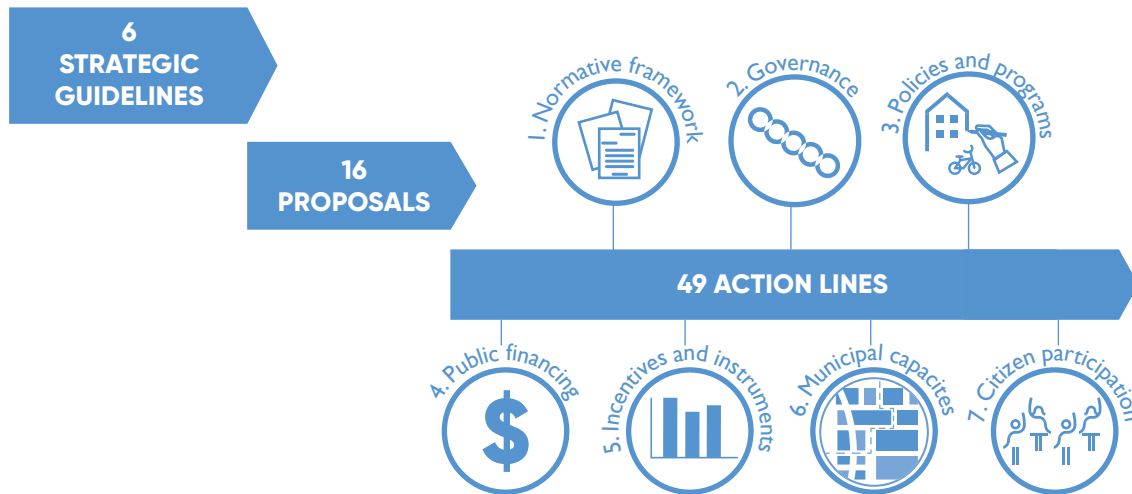 6
STRATEGIC
GUIDELINES
16
PROPOSALS
1. Normative framework
2. Governance
3. Policies and programs
49 ACTION LINES
4. Public financing
5. Incentives and instruments
6. Municipal capacites
7. Citizen participation
$